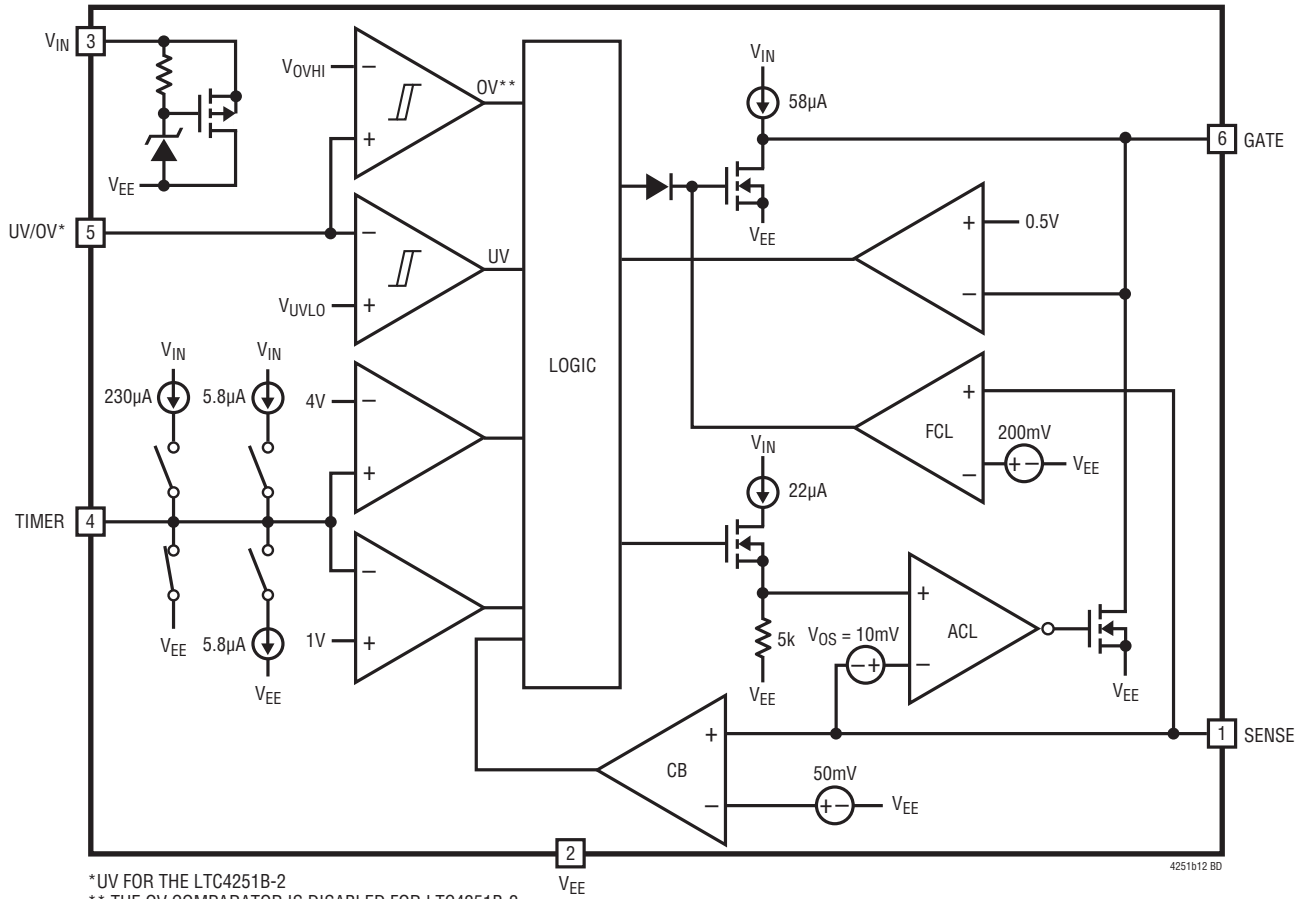 VIN 3
VOVHI
−
+
OV**
VEE
UV/OV* 5
−
+
UV
VUVLO
VIN
58µA
VEE
6 GATE
+
−
0.5V
LOGIC
VIN
VIN
230µA
5.8µA
4V
−
+
TIMER 4
−
+
1V
VEE
5.8µA
VEE
FCL
+
−
200mV
+ −
VEE
VIN
22µA
5k
VEE
VOS = 10mV
− +
+
−
ACL
VEE
1 SENSE
CB
+
−
50mV
+ −
VEE
2
VEE
4251b12 BD
*UV FOR THE LTC4251B-2